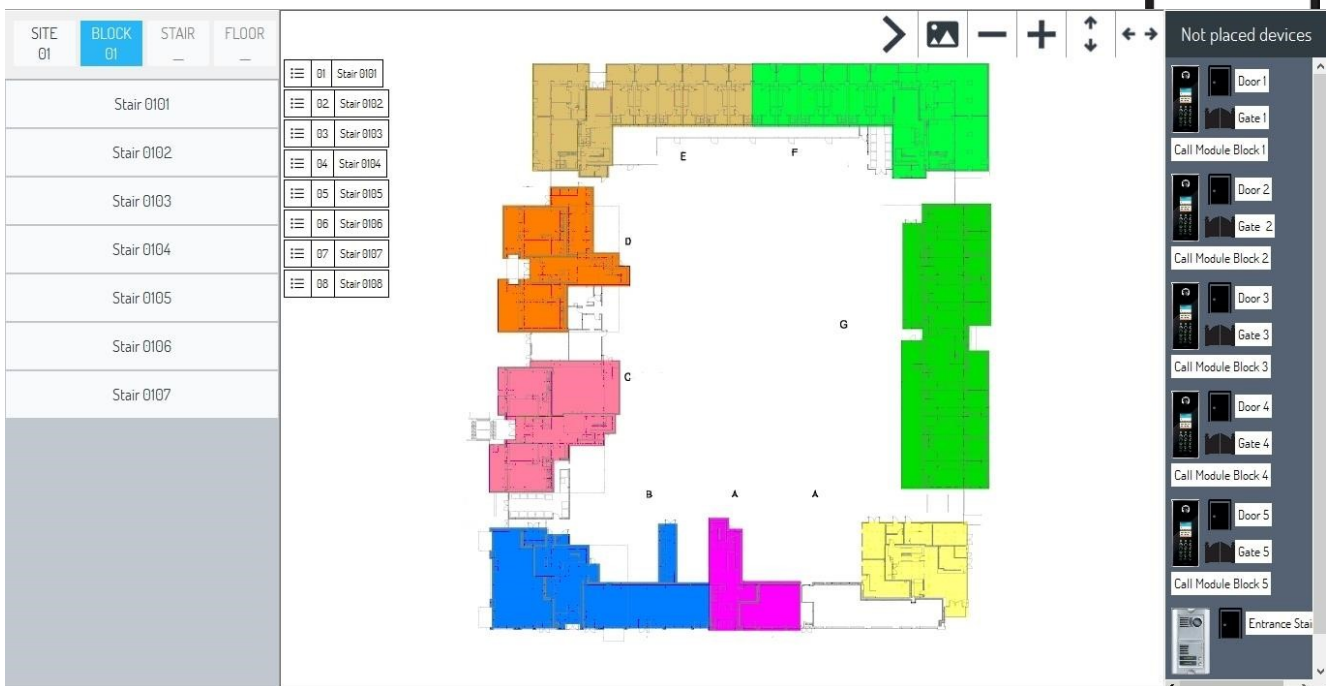 SITE
01
BLOCK
01
STAIR
_
FLOOR
_
Stair 0101
Stair 0102
Stair 0103
Stair 0104
Stair 0105
Stair 0106
Stair 0107
01 Stair 0101
02 Stair 0102
03 Stair 0103
04 Stair 0104
05 Stair 0105
06 Stair 0106
07 Stair 0107
08 Stair 0108
E F
D
G
C
B A A
Not placed devices
Door 1
Gate 1
Call Module Block 1
Door 2
Gate 2
Call Module Block 2
Door 3
Gate 3
Call Module Block 3
Door 4
Gate 4
Call Module Block 4
Door 5
Gate 5
Call Module Block 5
Entrance Stai